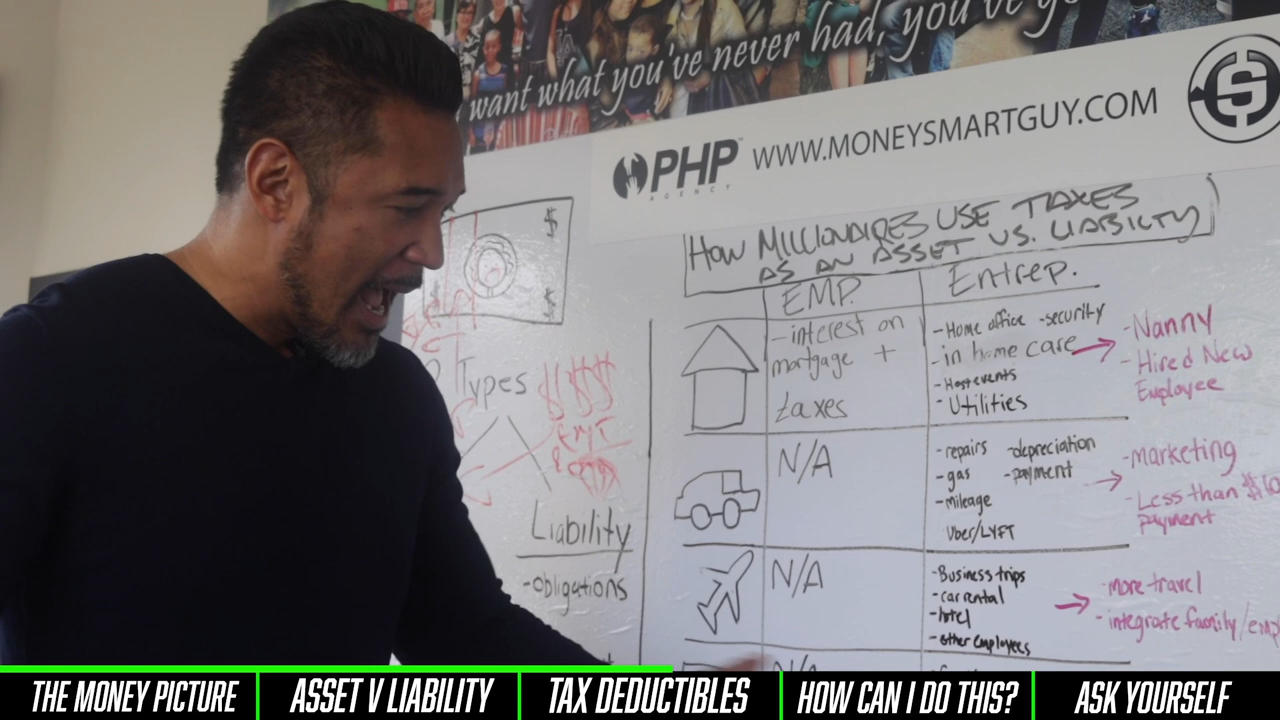 want what you've never had, you've
PHP
AGENCY
WWW.MONEYSMARTGUY.COM
$
HOW MILLIONAIRES USE TAXES
AS AN ASSET VS. LIABILITY
EMP.
Entrep.
$
$
$
Types
$$$
Liability
-obligations
-interest on
mortgage +
taxes
-Home office -security
-in home care
-Host events
-Utilities
-Nanny
-Hired New
Employee
N/A
-repairs -depreciation
-gas -payment
-mileage
Uber/LYFT
-Marketing
-Less than
payment
N/A
-Business trips
-car rental
-hotel
-other employees
-more travel
-integrate family/
N/A
THE MONEY PICTURE
ASSET V LIABILITY
TAX DEDUCTIBLES
HOW CAN I DO THIS?
ASK YOURSELF